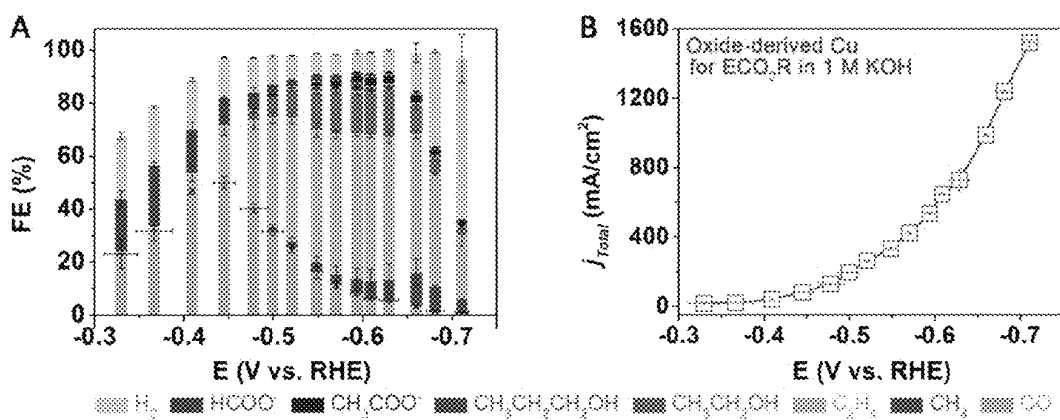 A
FE (%)
100
80
60
40
20
0
-0.3 -0.4 -0.5 -0.6 -0.7
E (V vs. RHE)
B
j_Total (mA/cm²)
1600
1200
800
400
0
Oxide-derived Cu
for ECO₂R in 1 M KOH
-0.3 -0.4 -0.5 -0.6 -0.7
E (V vs. RHE)
H₂ HCOO⁻ CH₃COO⁻ CH₃CH₂CH₂OH CH₃CH₂OH C₂H₄ CH₄ CO